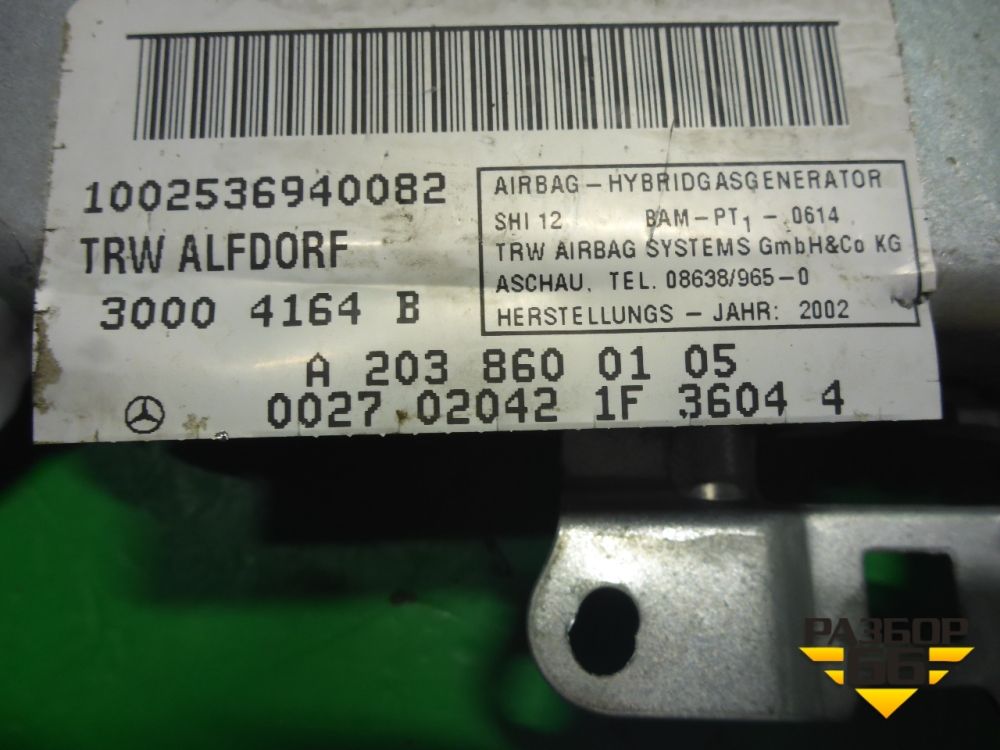 1002536940082
TRW ALFDORF
3000 4164 B
AIRBAG – HYBRIDGASGENERATOR
SHI 12 BAM – PT₁ – 0614
TRW AIRBAG SYSTEMS GmbH&Co KG
ASCHAU, TEL. 08638/965-0
HERSTELLUNGS – JAHR: 2002
A 203 860 01 05
0027 02042 1F 3604 4
РАЗБОР
66